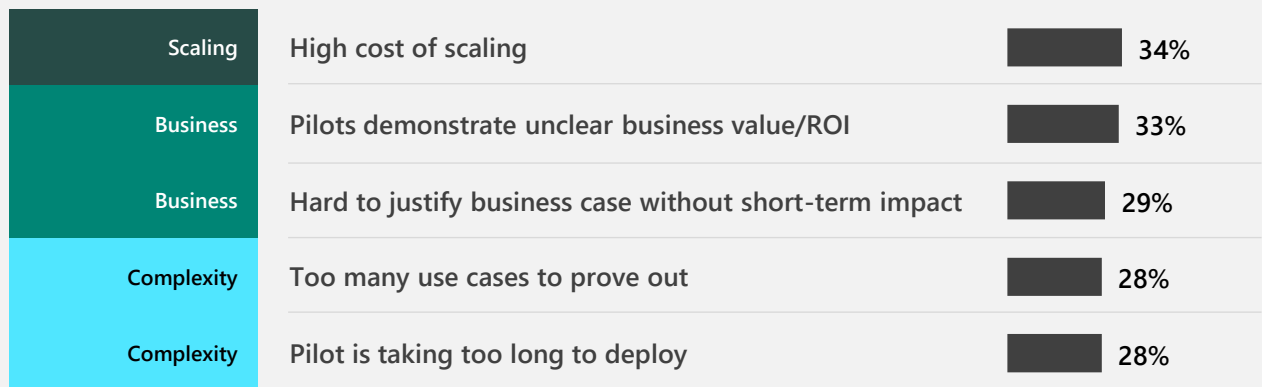 Scaling High cost of scaling 34%
Business Pilots demonstrate unclear business value/ROI 33%
Business Hard to justify business case without short-term impact 29%
Complexity Too many use cases to prove out 28%
Complexity Pilot is taking too long to deploy 28%